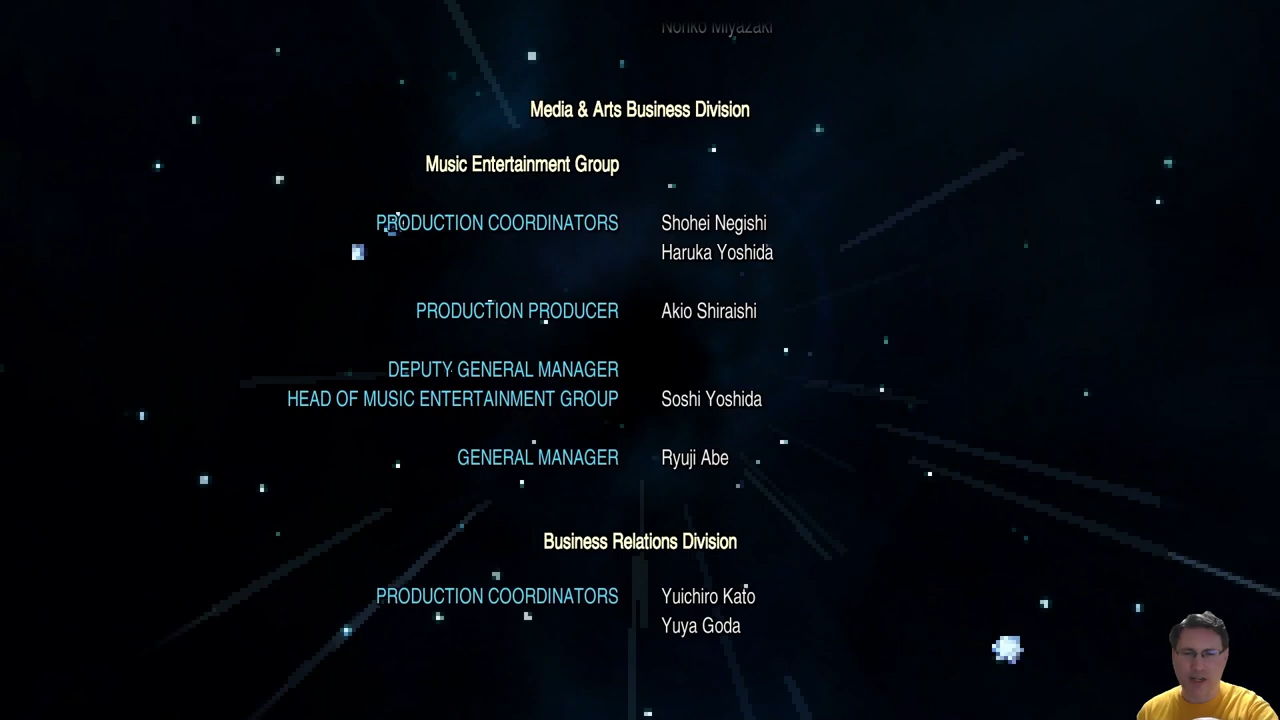 Noriko Miyazaki
Media & Arts Business Division
Music Entertainment Group
PRODUCTION COORDINATORS Shohei Negishi
Haruka Yoshida
PRODUCTION PRODUCER Akio Shiraishi
DEPUTY GENERAL MANAGER
HEAD OF MUSIC ENTERTAINMENT GROUP Soshi Yoshida
GENERAL MANAGER Ryuji Abe
Business Relations Division
PRODUCTION COORDINATORS Yuichiro Kato
Yuya Goda